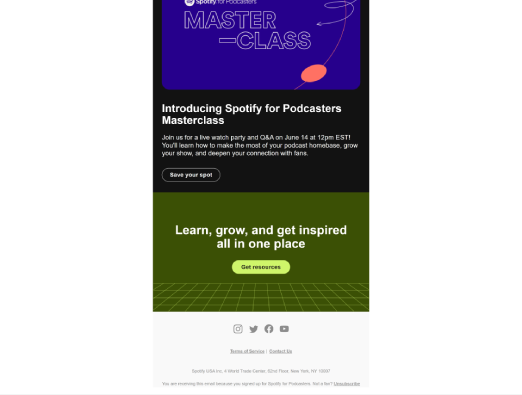 Spotify for Podcasters
MASTER
—CLASS
Introducing Spotify for Podcasters
Masterclass
Join us for a live watch party and Q&A on June 14 at 12pm EST!
You'll learn how to make the most of your podcast homebase, grow
your show, and deepen your connection with fans.
Save your spot
Learn, grow, and get inspired
all in one place
Get resources
Terms of Service | Contact Us
Spotify USA Inc, 4 World Trade Center, 62nd Floor, New York, NY 10007
You are receiving this email because you signed up for Spotify for Podcasters. Not a fan? Unsubscribe